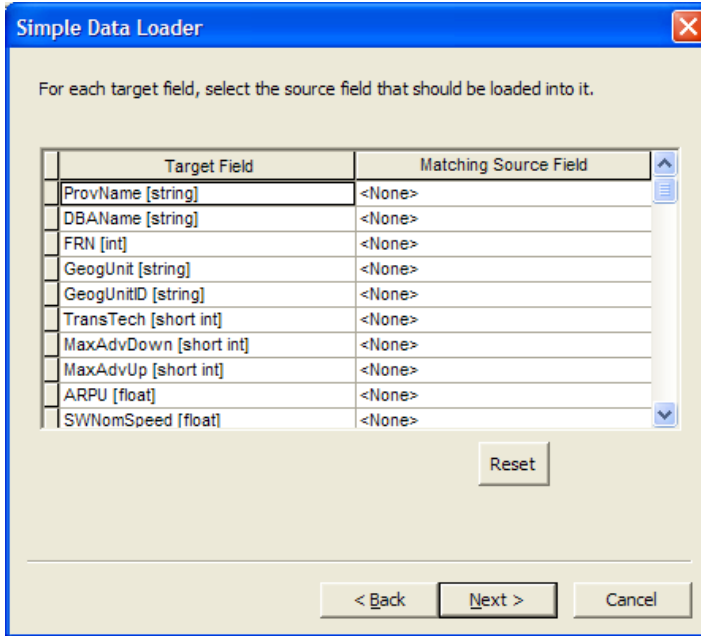 Simple Data Loader
For each target field, select the source field that should be loaded into it.
Target Field Matching Source Field
ProvName [string] <None>
DBAName [string] <None>
FRN [int] <None>
GeogUnit [string] <None>
GeogUnitID [string] <None>
TransTech [short int] <None>
MaxAdvDown [short int] <None>
MaxAdvUp [short int] <None>
ARPU [float] <None>
SWNomSpeed [float] <None>
Reset
< Back Next > Cancel